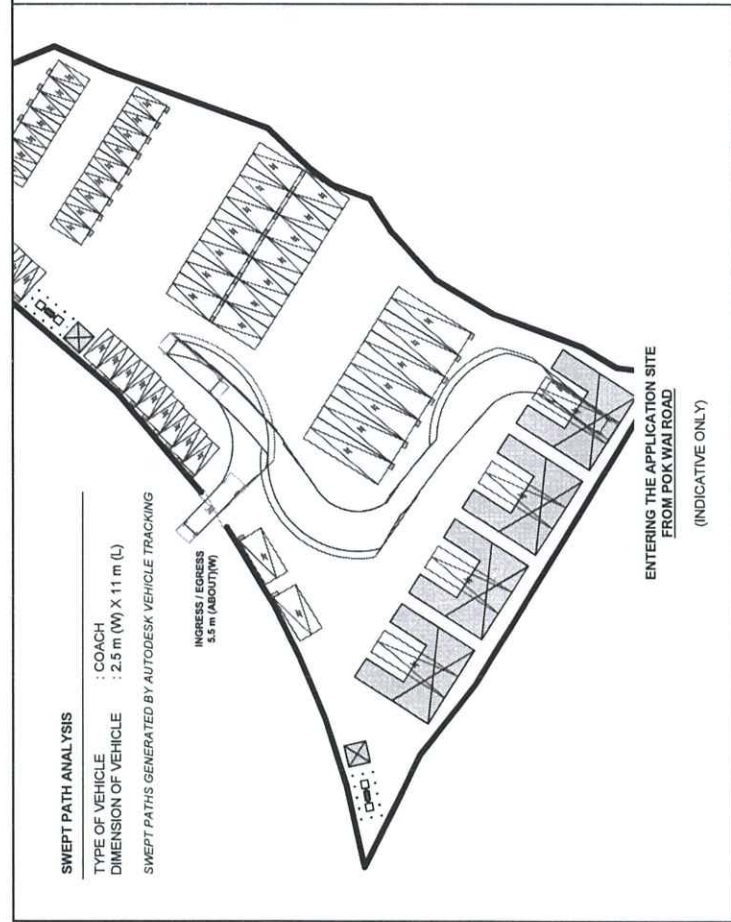 SWEPT PATH ANALYSIS
TYPE OF VEHICLE : COACH
DIMENSION OF VEHICLE : 2.5 m (W) X 11 m (L)
SWEPT PATHS GENERATED BY AUTODESK VEHICLE TRACKING
INGRESS / EGRESS
5.5 m (ABOUT)(W)
ENTERING THE APPLICATION SITE
FROM POK WAI ROAD
(INDICATIVE ONLY)